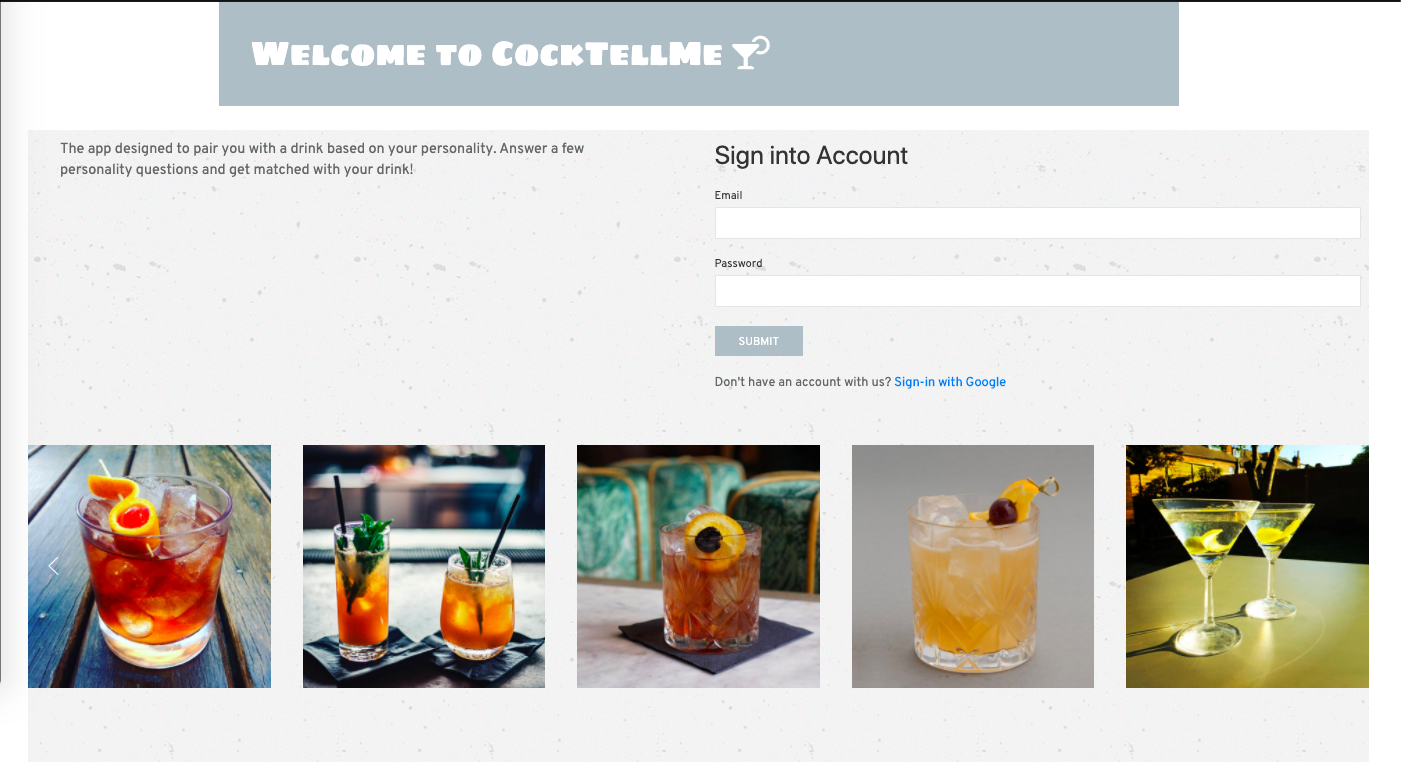 Welcome to CockTellMe
The app designed to pair you with a drink based on your personality. Answer a few
personality questions and get matched with your drink!
Sign into Account
Email
Password
SUBMIT
Don't have an account with us? Sign-in with Google